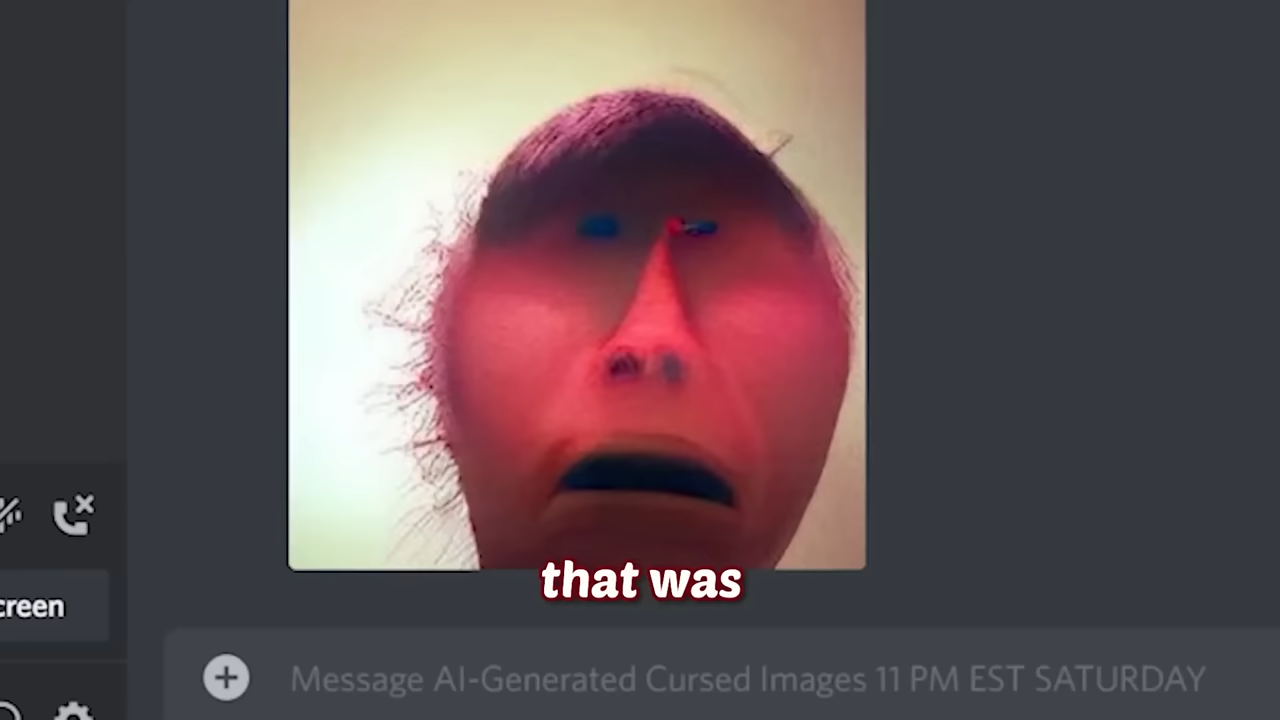 that was
creen
Message AI-Generated Cursed Images 11 PM EST SATURDAY